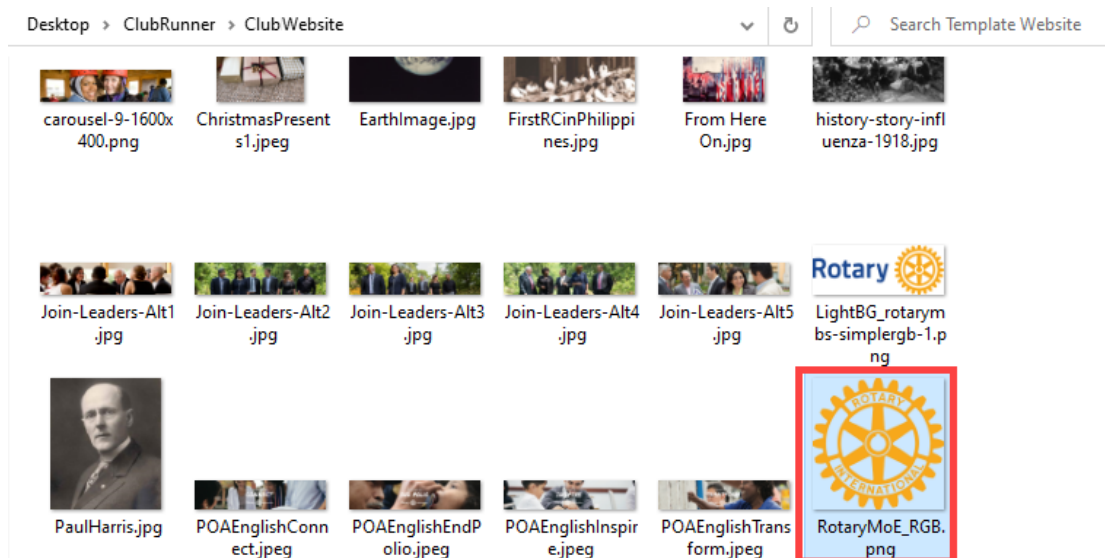 Desktop > ClubRunner > ClubWebsite
Search Template Website
carousel-9-1600x
400.png
ChristmasPresent
s1.jpeg
EarthImage.jpg
FirstRCinPhilippi
nes.jpg
From Here
On.jpg
history-story-infl
uenza-1918.jpg
Rotary
Join-Leaders-Alt1
.jpg
Join-Leaders-Alt2
.jpg
Join-Leaders-Alt3
.jpg
Join-Leaders-Alt4
.jpg
Join-Leaders-Alt5
.jpg
LightBG_rotarym
bs-simplergb-1.p
ng
ROTARY
INTERNATIONAL
PaulHarris.jpg
POAEnglishConn
ect.jpeg
POAEnglishEndP
olio.jpeg
POAEnglishInspir
e.jpeg
POAEnglishTrans
form.jpeg
RotaryMoE_RGB.
png